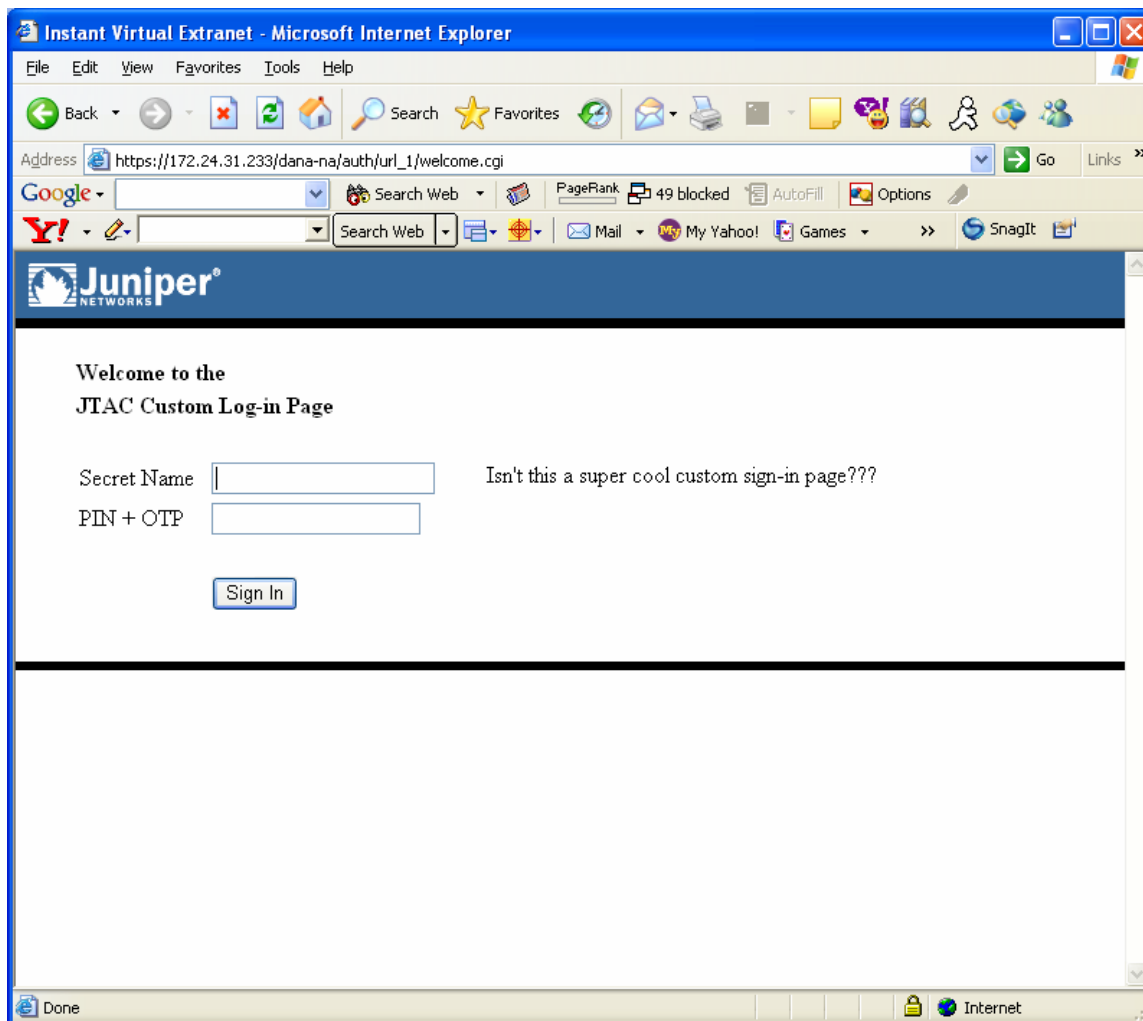 Instant Virtual Extranet - Microsoft Internet Explorer
File Edit View Favorites Tools Help
Back Search Favorites
Address https://172.24.31.233/dana-na/auth/url_1/welcome.cgi Go Links »
Google Search Web PageRank 49 blocked AutoFill Options
Y! Search Web Mail My My Yahoo! Games » SnagIt
Juniper®
NETWORKS
Welcome to the
JTAC Custom Log-in Page
Secret Name Isn't this a super cool custom sign-in page???
PIN + OTP
Sign In
Done Internet